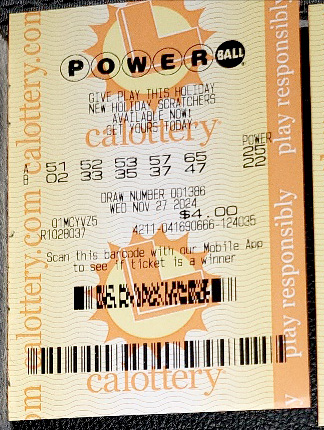 POWER BALL
GIVE PLAY THIS HOLIDAY
NEW HOLIDAY SCRATCHERS
AVAILABLE NOW!
GET YOURS TODAY!
calottery
POWER
A 51 52 53 57 65 25
B 02 33 35 37 47 22
DRAW NUMBER 001386
WED NOV 27 2024
$4.00
01MCYVZ5
R1028037
4211-041690666-124035
Scan this barcode with our Mobile App
to see if ticket is a winner
calottery
calottery.com calottery.com
play responsibly play responsibly